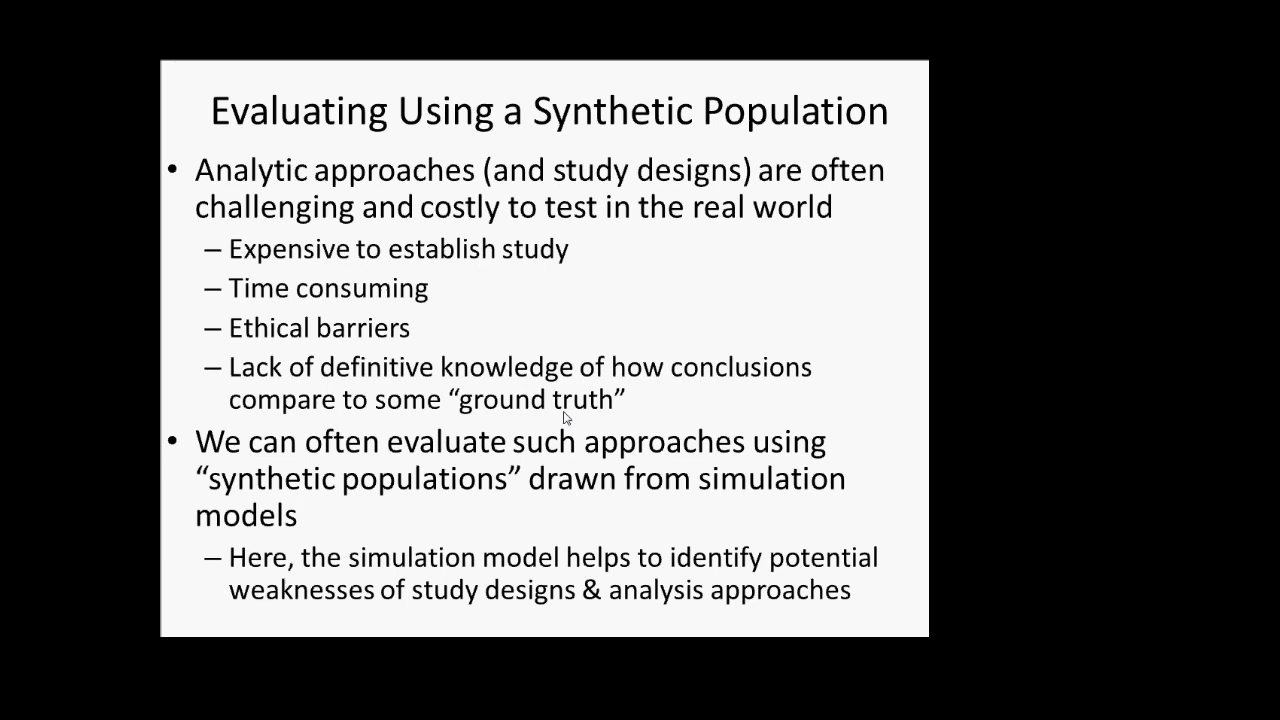 Evaluating Using a Synthetic Population
• Analytic approaches (and study designs) are often
challenging and costly to test in the real world
– Expensive to establish study
– Time consuming
– Ethical barriers
– Lack of definitive knowledge of how conclusions
compare to some “ground truth”
• We can often evaluate such approaches using
“synthetic populations” drawn from simulation
models
– Here, the simulation model helps to identify potential
weaknesses of study designs & analysis approaches